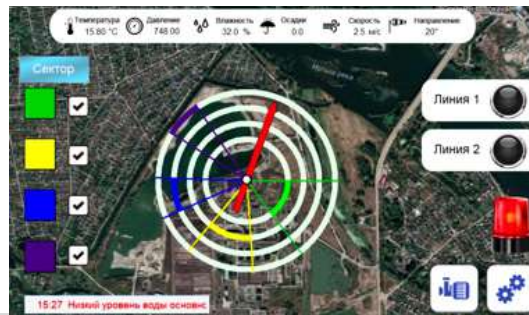 Температура
15.80 °C
Давление
748.00
Влажность
32.0 %
Осадки
0.0
Скорость
2.5 м/с
Направление
20°
Сектор
Линия 1
Линия 2
15:27 Низкий уровень воды основнс